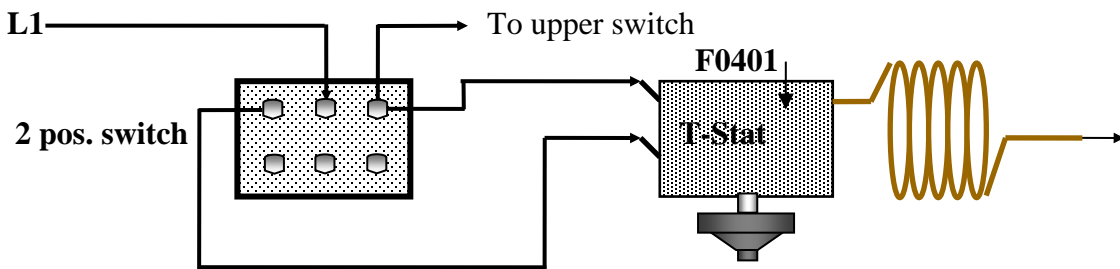 L1
To upper switch
F0401
2 pos. switch
T-Stat